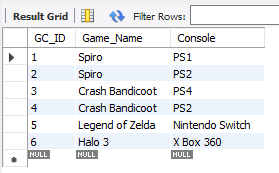 Result Grid Filter Rows:
GC_ID Game_Name Console
1 Spiro PS1
2 Spiro PS2
3 Crash Bandicoot PS4
4 Crash Bandicoot PS2
5 Legend of Zelda Nintendo Switch
6 Halo 3 X Box 360
NULL NULL NULL